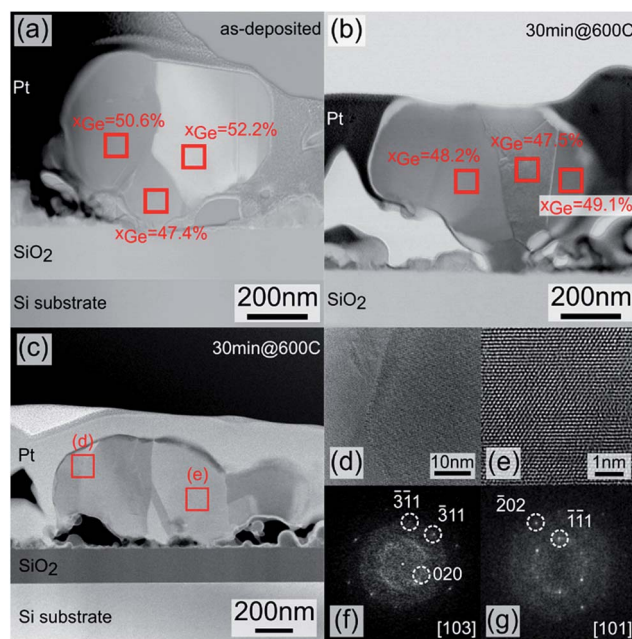 (a)
as-deposited
Pt
xGe=50.6%
xGe=52.2%
xGe=47.4%
SiO₂
Si substrate
200nm
(b)
30min@600C
Pt
xGe=48.2%
xGe=47.5%
xGe=49.1%
SiO₂
200nm
(c)
30min@600C
(d)
(e)
Pt
SiO₂
Si substrate
200nm
(d)
10nm
(e)
1nm
3̄1̄1
3̄11
020
(f)
[103]
2̄02
1̄1̄1
(g)
[101]